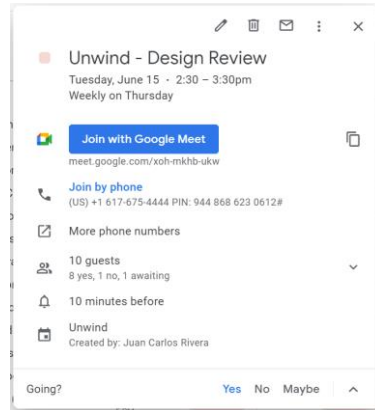 Unwind - Design Review
Tuesday, June 15 · 2:30 – 3:30pm
Weekly on Thursday
Join with Google Meet
meet.google.com/xoh-mkhb-ukw
Join by phone
(US) +1 617-675-4444 PIN: 944 868 623 0612#
More phone numbers
10 guests
8 yes, 1 no, 1 awaiting
10 minutes before
Unwind
Created by: Juan Carlos Rivera
Going? Yes No Maybe